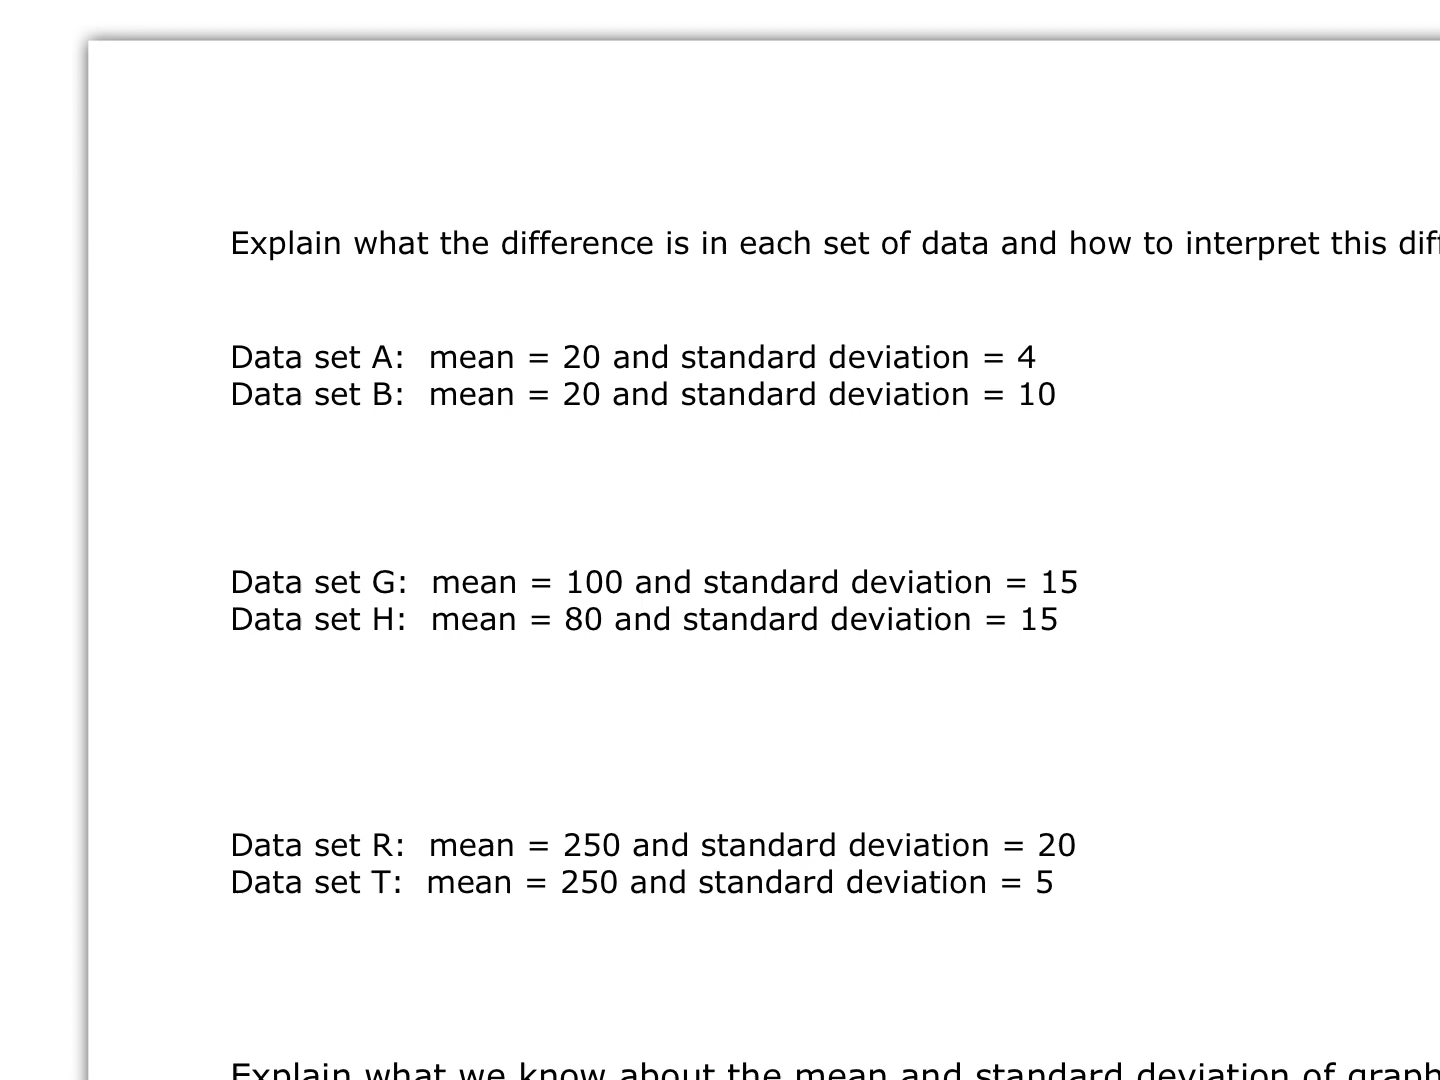 Explain what the difference is in each set of data and how to interpret this
Data set A:  mean = 20 and standard deviation = 4
Data set B:  mean = 20 and standard deviation = 10
Data set G:  mean = 100 and standard deviation = 15
Data set H:  mean = 80 and standard deviation = 15
Data set R:  mean = 250 and standard deviation = 20
Data set T:  mean = 250 and standard deviation = 5
Explain what we know about the mean and standard deviation of